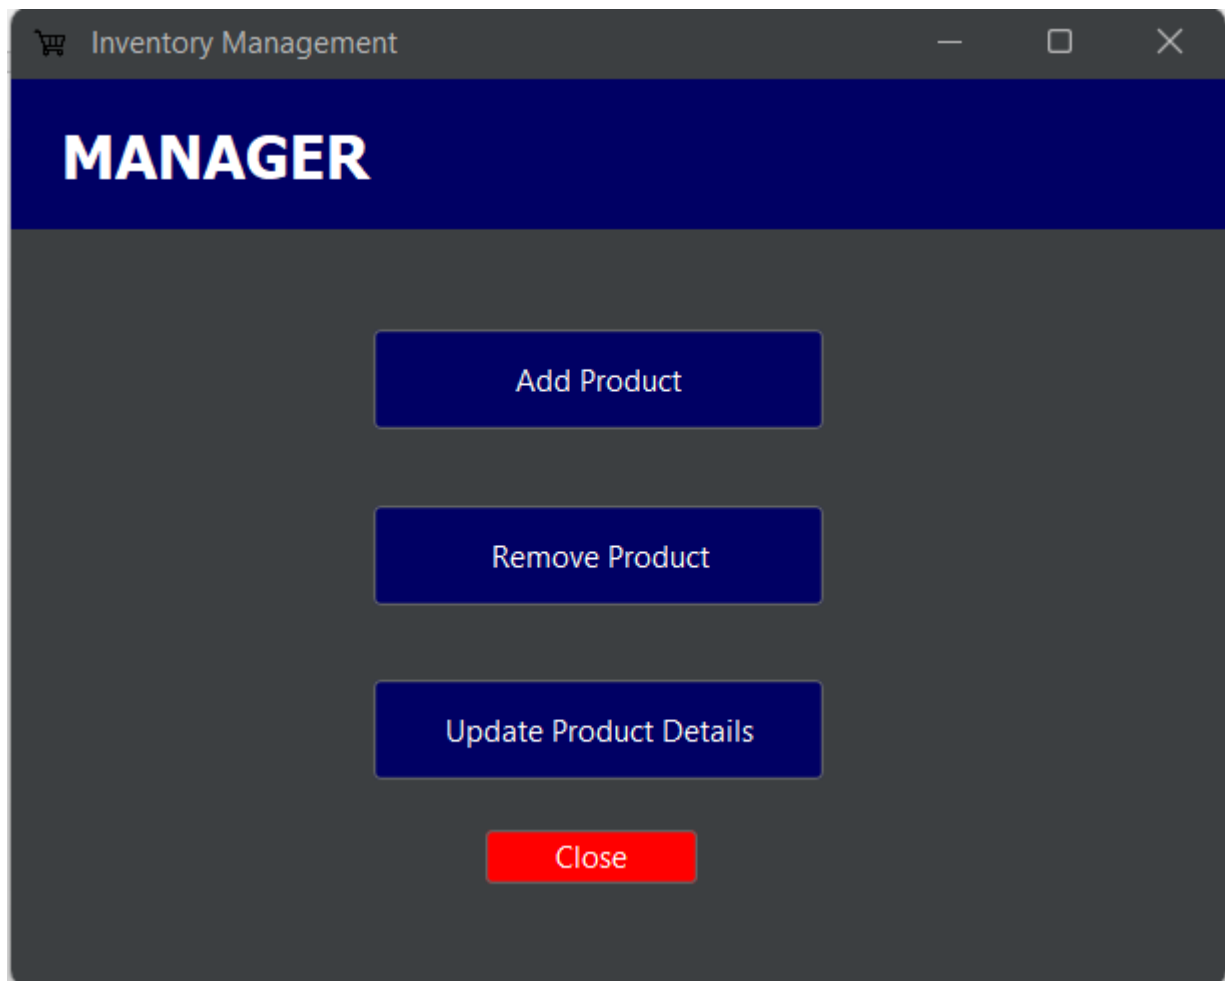 Inventory Management
MANAGER
Add Product
Remove Product
Update Product Details
Close